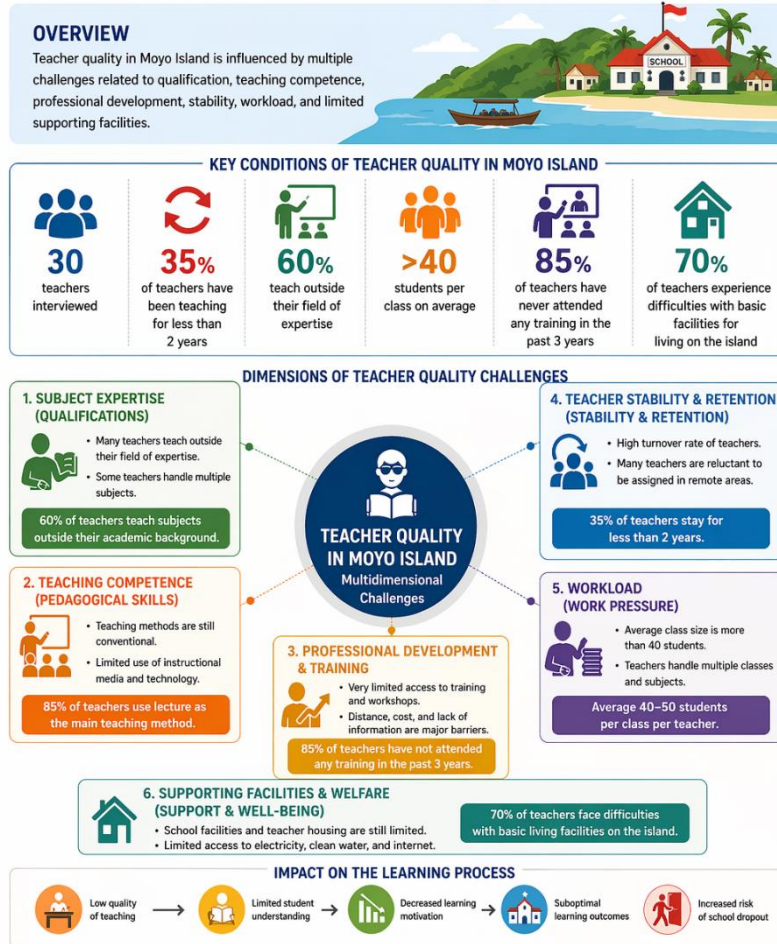 OVERVIEW
Teacher quality in Moyo Island is influenced by multiple
challenges related to qualification, teaching competence,
professional development, stability, workload, and limited
supporting facilities.
SCHOOL
KEY CONDITIONS OF TEACHER QUALITY IN MOYO ISLAND
30
teachers
interviewed
35%
of teachers have
been teaching
for less than
2 years
60%
teach outside
their field of
expertise
>40
students per
class on average
85%
of teachers have
never attended
any training in the
past 3 years
70%
of teachers experience
difficulties with basic
facilities for
living on the island
DIMENSIONS OF TEACHER QUALITY CHALLENGES
1. SUBJECT EXPERTISE
(QUALIFICATIONS)
• Many teachers teach outside
their field of expertise.
• Some teachers handle multiple
subjects.
60% of teachers teach subjects
outside their academic background.
2. TEACHING COMPETENCE
(PEDAGOGICAL SKILLS)
• Teaching methods are still
conventional.
• Limited use of instructional
media and technology.
85% of teachers use lecture as
the main teaching method.
TEACHER QUALITY
IN MOYO ISLAND
Multidimensional
Challenges
3. PROFESSIONAL DEVELOPMENT
& TRAINING
• Very limited access to training
and workshops.
• Distance, cost, and lack of
information are major barriers.
85% of teachers have not attended
any training in the past 3 years.
4. TEACHER STABILITY & RETENTION
(STABILITY & RETENTION)
• High turnover rate of teachers.
• Many teachers are reluctant to
be assigned in remote areas.
35% of teachers stay for
less than 2 years.
5. WORKLOAD
(WORK PRESSURE)
• Average class size is more
than 40 students.
• Teachers handle multiple classes
and subjects.
Average 40–50 students
per class per teacher.
6. SUPPORTING FACILITIES & WELFARE
(SUPPORT & WELL-BEING)
• School facilities and teacher housing are still limited.
• Limited access to electricity, clean water, and internet.
70% of teachers face difficulties
with basic living facilities on the island.
IMPACT ON THE LEARNING PROCESS
Low quality
of teaching
Limited student
understanding
Decreased learning
motivation
Suboptimal
learning outcomes
Increased risk
of school dropout